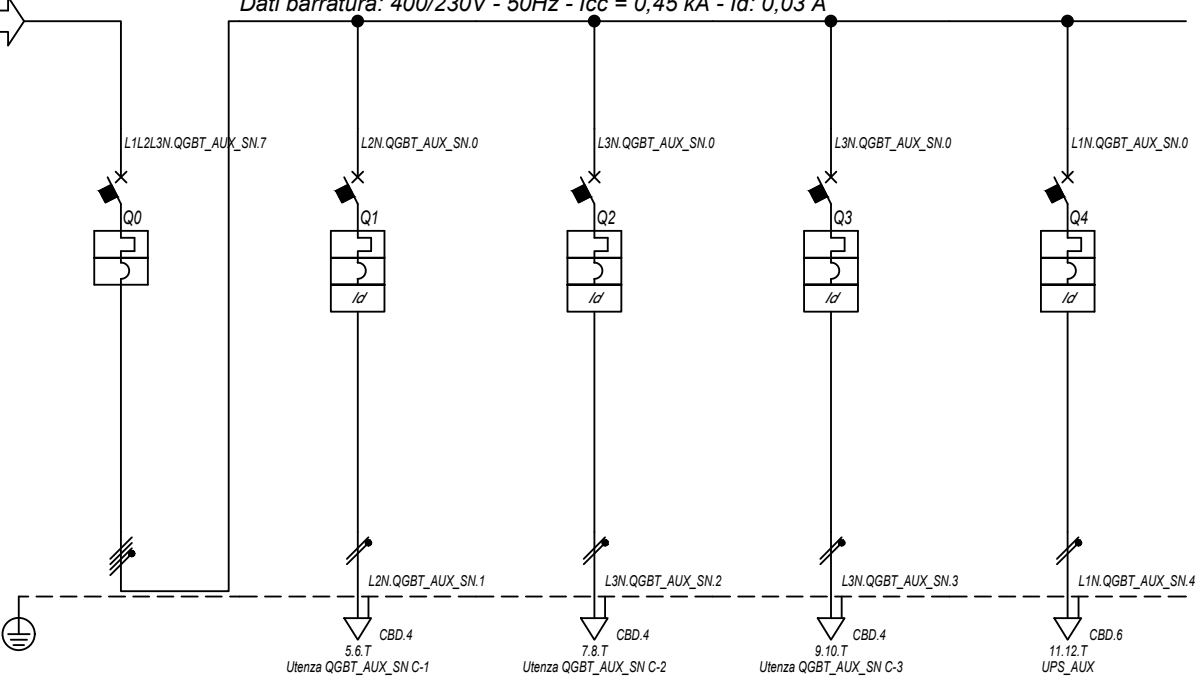 Dati barratura: 400/230V - 50Hz - Icc = 0,45 kA - Id: 0,03 A
L1L2L3N.QGBT_AUX_SN.7
L2N.QGBT_AUX_SN.0
L3N.QGBT_AUX_SN.0
L3N.QGBT_AUX_SN.0
L1N.QGBT_AUX_SN.0
Q0
Q1
Q2
Q3
Q4
Id
Id
Id
Id
L2N.QGBT_AUX_SN.1
L3N.QGBT_AUX_SN.2
L3N.QGBT_AUX_SN.3
L1N.QGBT_AUX_SN.4
CBD.4
CBD.4
CBD.4
CBD.6
5.6.T
7.8.T
9.10.T
11.12.T
Utenza QGBT_AUX_SN C-1
Utenza QGBT_AUX_SN C-2
Utenza QGBT_AUX_SN C-3
UPS_AUX